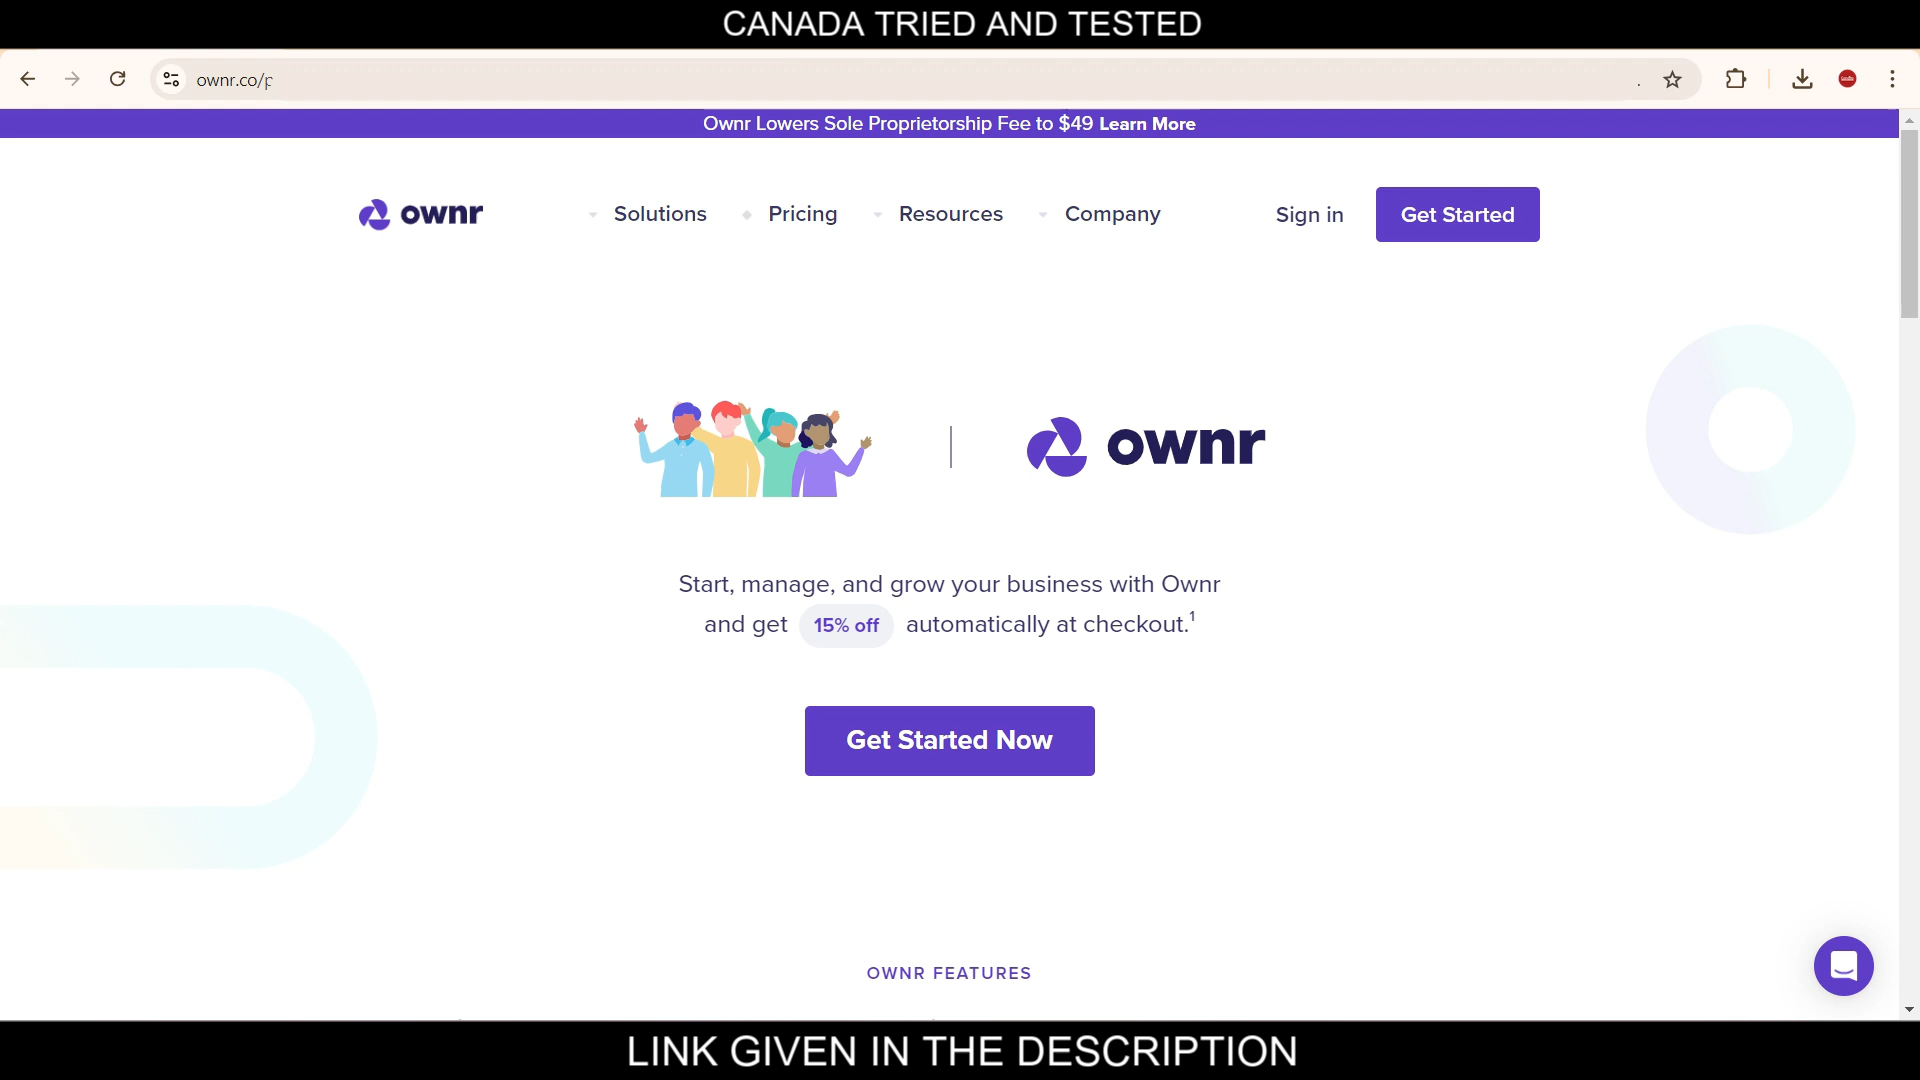 CANADA TRIED AND TESTED
ownr.co/p
Ownr Lowers Sole Proprietorship Fee to $49 Learn More
ownr
Solutions
Pricing
Resources
Company
Sign in
Get Started
ownr
Start, manage, and grow your business with Ownr
and get 15% off automatically at checkout.¹
Get Started Now
OWNR FEATURES
LINK GIVEN IN THE DESCRIPTION